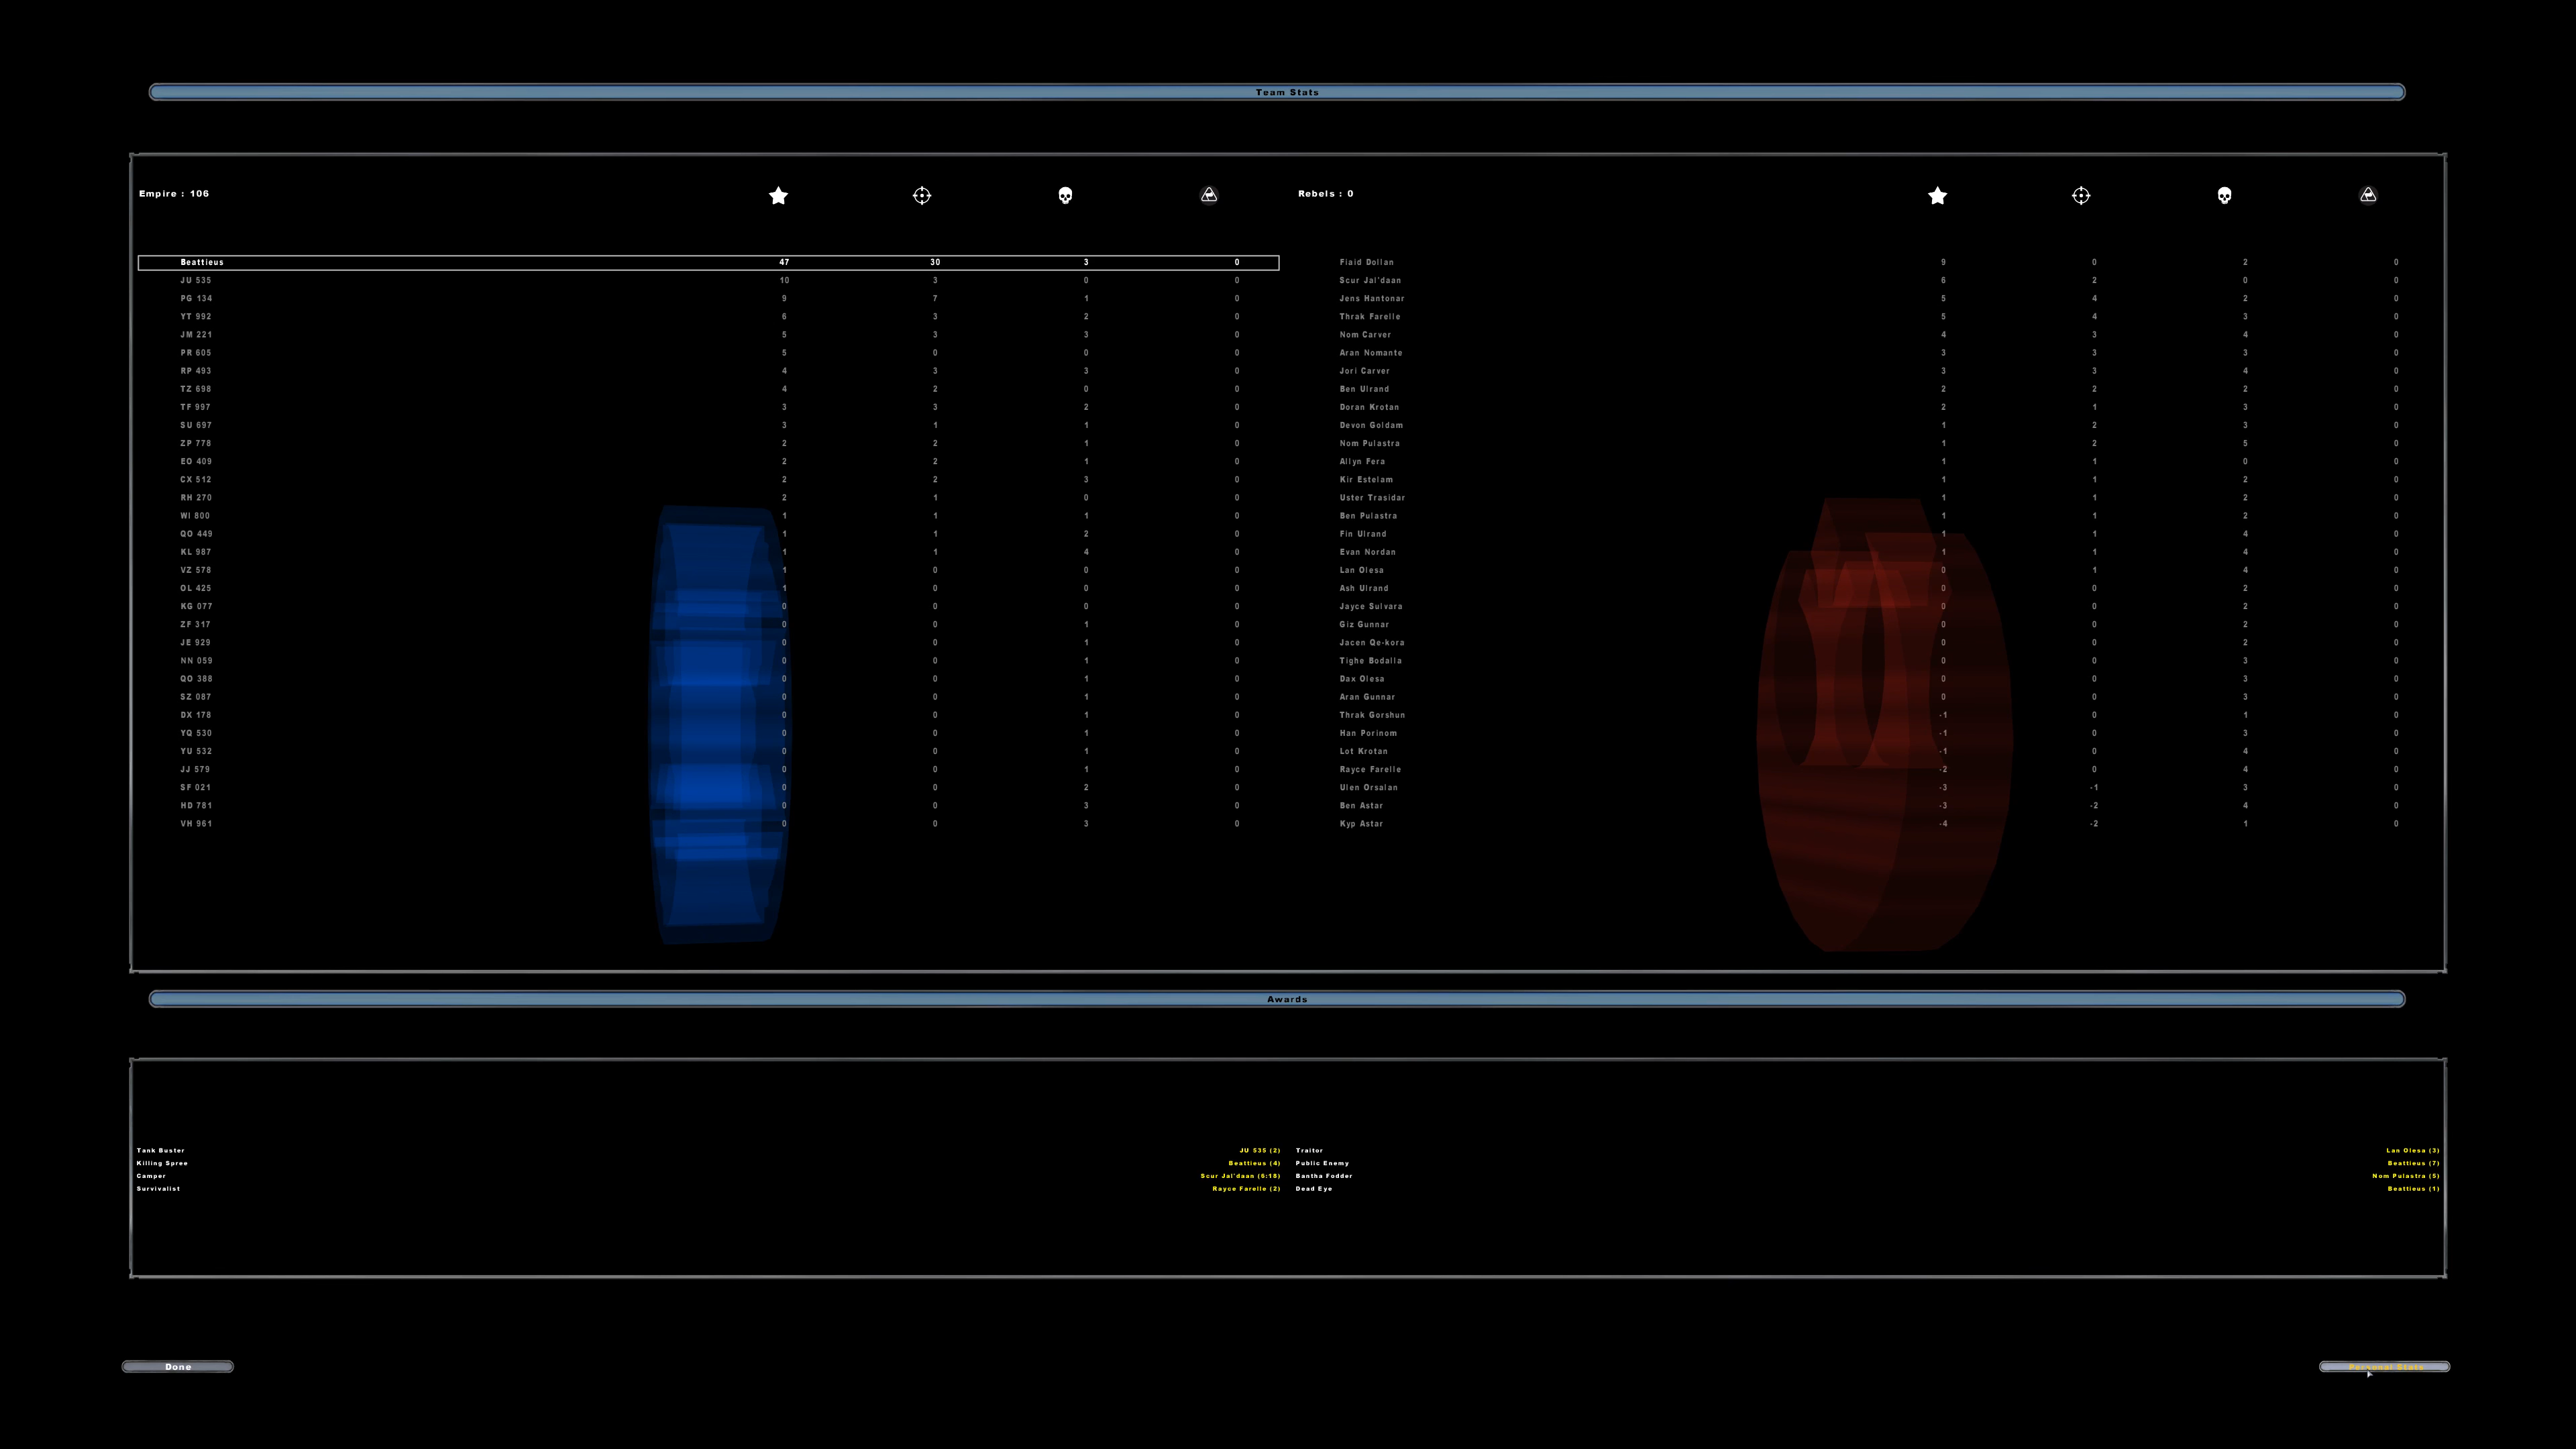 Team Stats
Empire : 106
Rebels : 0
Beattieus 47 30 3 0
JU 535 10 3 0 0
PG 134 9 7 1 0
YT 992 6 3 2 0
JM 221 5 3 3 0
PR 605 5 0 0 0
RP 493 4 3 3 0
TZ 698 4 2 0 0
TF 997 3 3 2 0
SU 697 3 1 1 0
ZP 778 2 2 1 0
EO 409 2 2 1 0
CX 512 2 2 3 0
RH 270 2 1 0 0
WI 800 1 1 1 0
QO 449 1 1 2 0
KL 987 1 1 4 0
VZ 578 1 0 0 0
OL 425 1 0 0 0
KG 077 0 0 0 0
ZF 317 0 0 1 0
JE 929 0 0 1 0
NN 059 0 0 1 0
QO 388 0 0 1 0
SZ 087 0 0 1 0
DX 178 0 0 1 0
YQ 530 0 0 1 0
YU 532 0 0 1 0
JJ 579 0 0 1 0
SF 021 0 0 2 0
HD 781 0 0 3 0
VH 961 0 0 3 0
Fiaid Dollan 9 0 2 0
Scur Jal'daan 6 2 0 0
Jens Hantonar 5 4 2 0
Thrak Farelle 5 4 3 0
Nom Carver 4 3 4 0
Aran Nomante 3 3 3 0
Jori Carver 3 3 4 0
Ben Ulrand 2 2 2 0
Doran Krotan 2 1 3 0
Devon Goldam 1 2 3 0
Nom Pulastra 1 2 5 0
Allyn Fera 1 1 0 0
Kir Estelam 1 1 2 0
Uster Trasidar 1 1 2 0
Ben Pulastra 1 1 2 0
Fin Ulrand 1 1 4 0
Evan Nordan 1 1 4 0
Lan Olesa 0 1 4 0
Ash Ulrand 0 0 2 0
Jayce Sulvara 0 0 2 0
Giz Gunnar 0 0 2 0
Jacen Qe-kora 0 0 2 0
Tighe Bodalla 0 0 3 0
Dax Olesa 0 0 3 0
Aran Gunnar 0 0 3 0
Thrak Gorshun -1 0 1 0
Han Porinom -1 0 3 0
Lot Krotan -1 0 4 0
Rayce Farelle -2 0 4 0
Ulen Orsalan -3 -1 3 0
Ben Astar -3 -2 4 0
Kyp Astar -4 -2 1 0
Awards
Tank Buster JU 535 (2)
Killing Spree Beattieus (4)
Camper Scur Jal'daan (6:18)
Survivalist Rayce Farelle (2)
Traitor Lan Olesa (3)
Public Enemy Beattieus (7)
Bantha Fodder Nom Pulastra (5)
Dead Eye Beattieus (1)
Done
Personal Stats